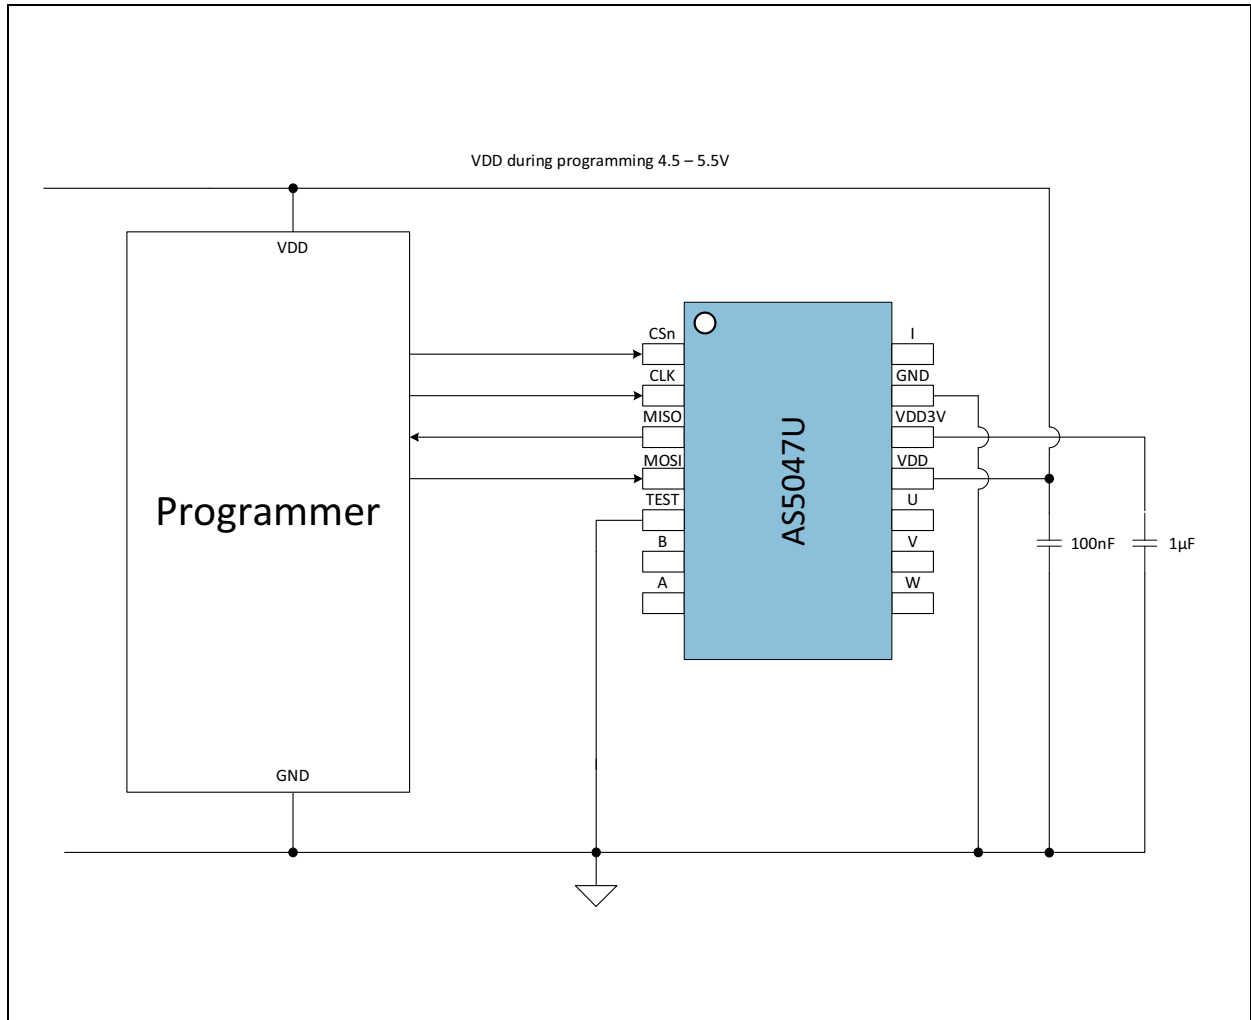 VDD during programming 4.5 – 5.5V
VDD
Programmer
GND
CSn
CLK
MISO
MOSI
TEST
B
A
AS5047U
I
GND
VDD3V
VDD
U
V
W
100nF
1µF